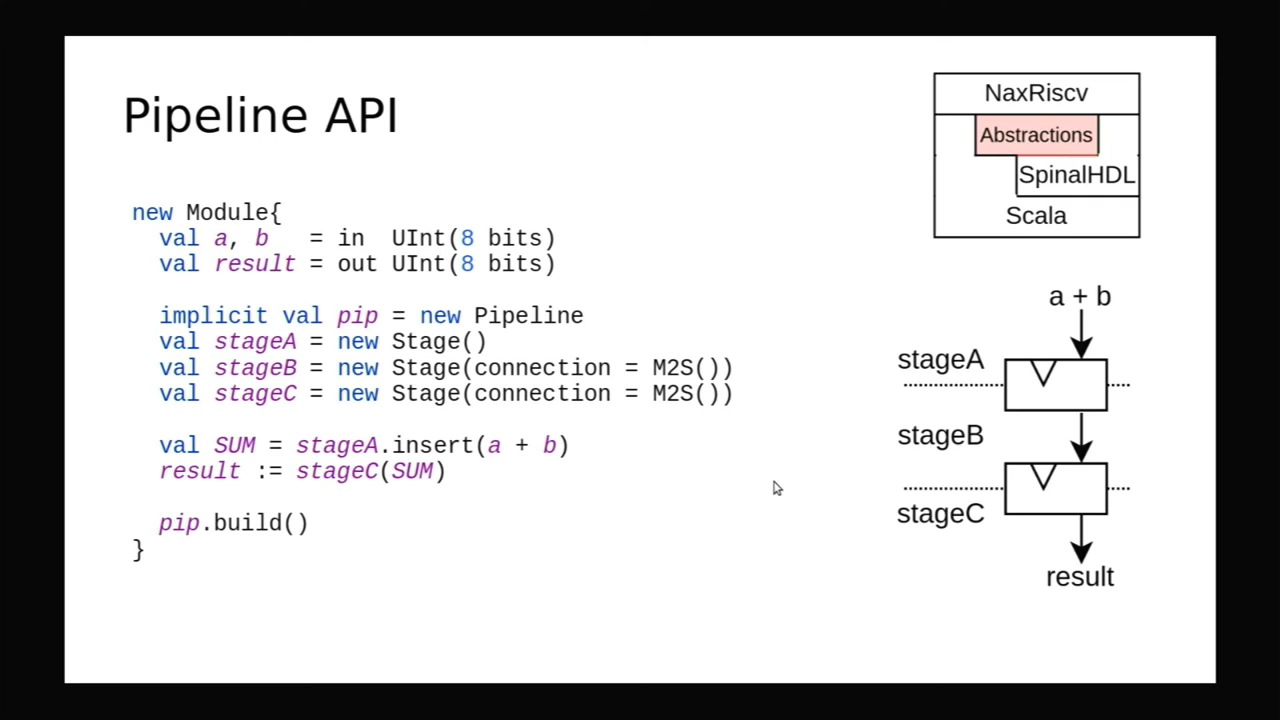 Pipeline API
new Module{
  val a, b   = in  UInt(8 bits)
  val result = out UInt(8 bits)
  implicit val pip = new Pipeline
  val stageA = new Stage()
  val stageB = new Stage(connection = M2S())
  val stageC = new Stage(connection = M2S())
  val SUM = stageA.insert(a + b)
  result := stageC(SUM)
  pip.build()
}
NaxRiscv
Abstractions
SpinalHDL
Scala
a + b
stageA
stageB
stageC
result